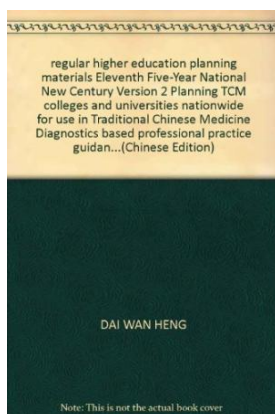 regular higher education planning
materials Eleventh Five-Year National
New Century Version 2 Planning TCM
colleges and universities nationwide
for use in Traditional Chinese Medicine
Diagnostics based professional practice
guidan...(Chinese Edition)
DAI WAN HENG
Note: This is not the actual book cover